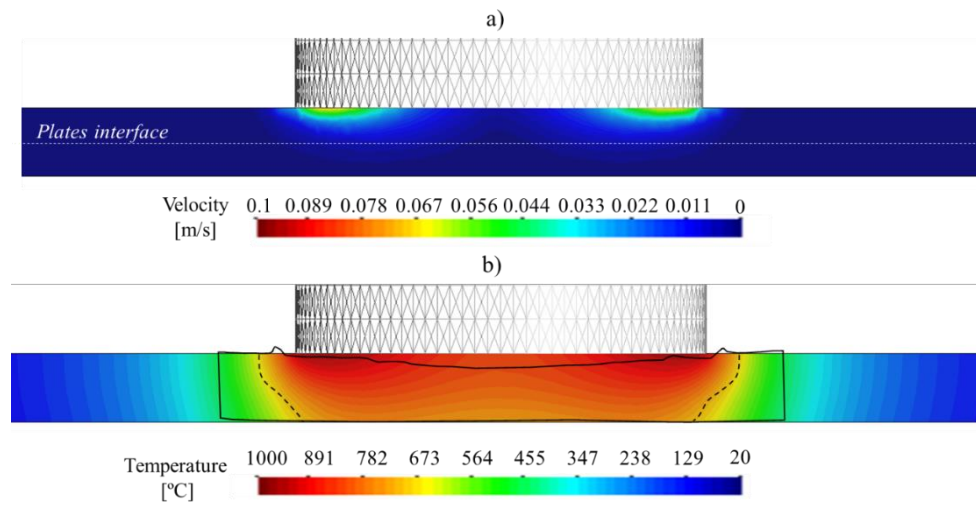 a)
Plates interface
Velocity 0.1 0.089 0.078 0.067 0.056 0.044 0.033 0.022 0.011 0
[m/s]
b)
Temperature 1000 891 782 673 564 455 347 238 129 20
[ºC]